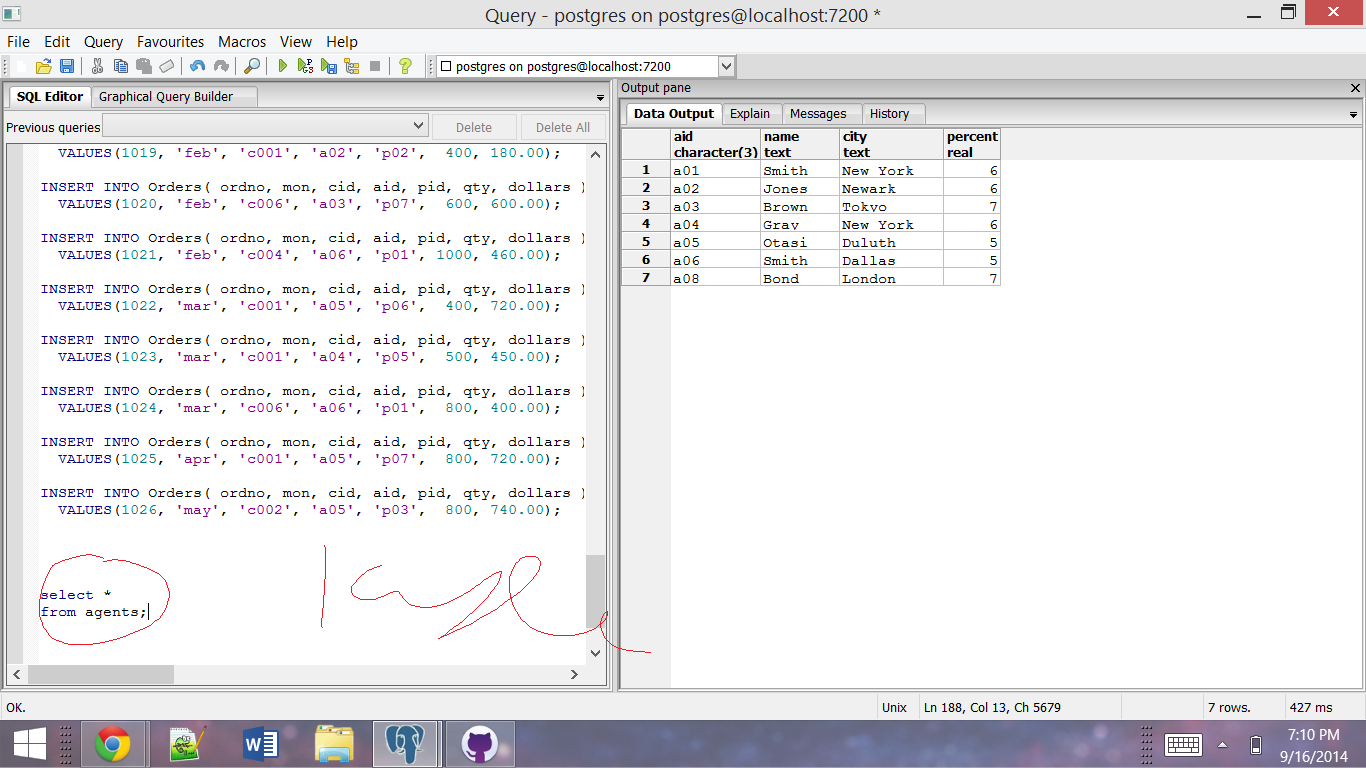 Query - postgres on postgres@localhost:7200 *
File Edit Query Favourites Macros View Help
postgres on postgres@localhost:7200
SQL Editor Graphical Query Builder
Previous queries Delete Delete All
VALUES(1019, 'feb', 'c001', 'a02', 'p02', 400, 180.00);
INSERT INTO Orders( ordno, mon, cid, aid, pid, qty, dollars )
VALUES(1020, 'feb', 'c006', 'a03', 'p07', 600, 600.00);
INSERT INTO Orders( ordno, mon, cid, aid, pid, qty, dollars )
VALUES(1021, 'feb', 'c004', 'a06', 'p01', 1000, 460.00);
INSERT INTO Orders( ordno, mon, cid, aid, pid, qty, dollars )
VALUES(1022, 'mar', 'c001', 'a05', 'p06', 400, 720.00);
INSERT INTO Orders( ordno, mon, cid, aid, pid, qty, dollars )
VALUES(1023, 'mar', 'c001', 'a04', 'p05', 500, 450.00);
INSERT INTO Orders( ordno, mon, cid, aid, pid, qty, dollars )
VALUES(1024, 'mar', 'c006', 'a06', 'p01', 800, 400.00);
INSERT INTO Orders( ordno, mon, cid, aid, pid, qty, dollars )
VALUES(1025, 'apr', 'c001', 'a05', 'p07', 800, 720.00);
INSERT INTO Orders( ordno, mon, cid, aid, pid, qty, dollars )
VALUES(1026, 'may', 'c002', 'a05', 'p03', 800, 740.00);
select *
from agents;
Output pane
Data Output Explain Messages History
aid name city percent
character(3) text text real
1 a01 Smith New York 6
2 a02 Jones Newark 6
3 a03 Brown Tokyo 7
4 a04 Gray New York 6
5 a05 Otasi Duluth 5
6 a06 Smith Dallas 5
7 a08 Bond London 7
OK. Unix Ln 188, Col 13, Ch 5679 7 rows. 427 ms
7:10 PM
9/16/2014